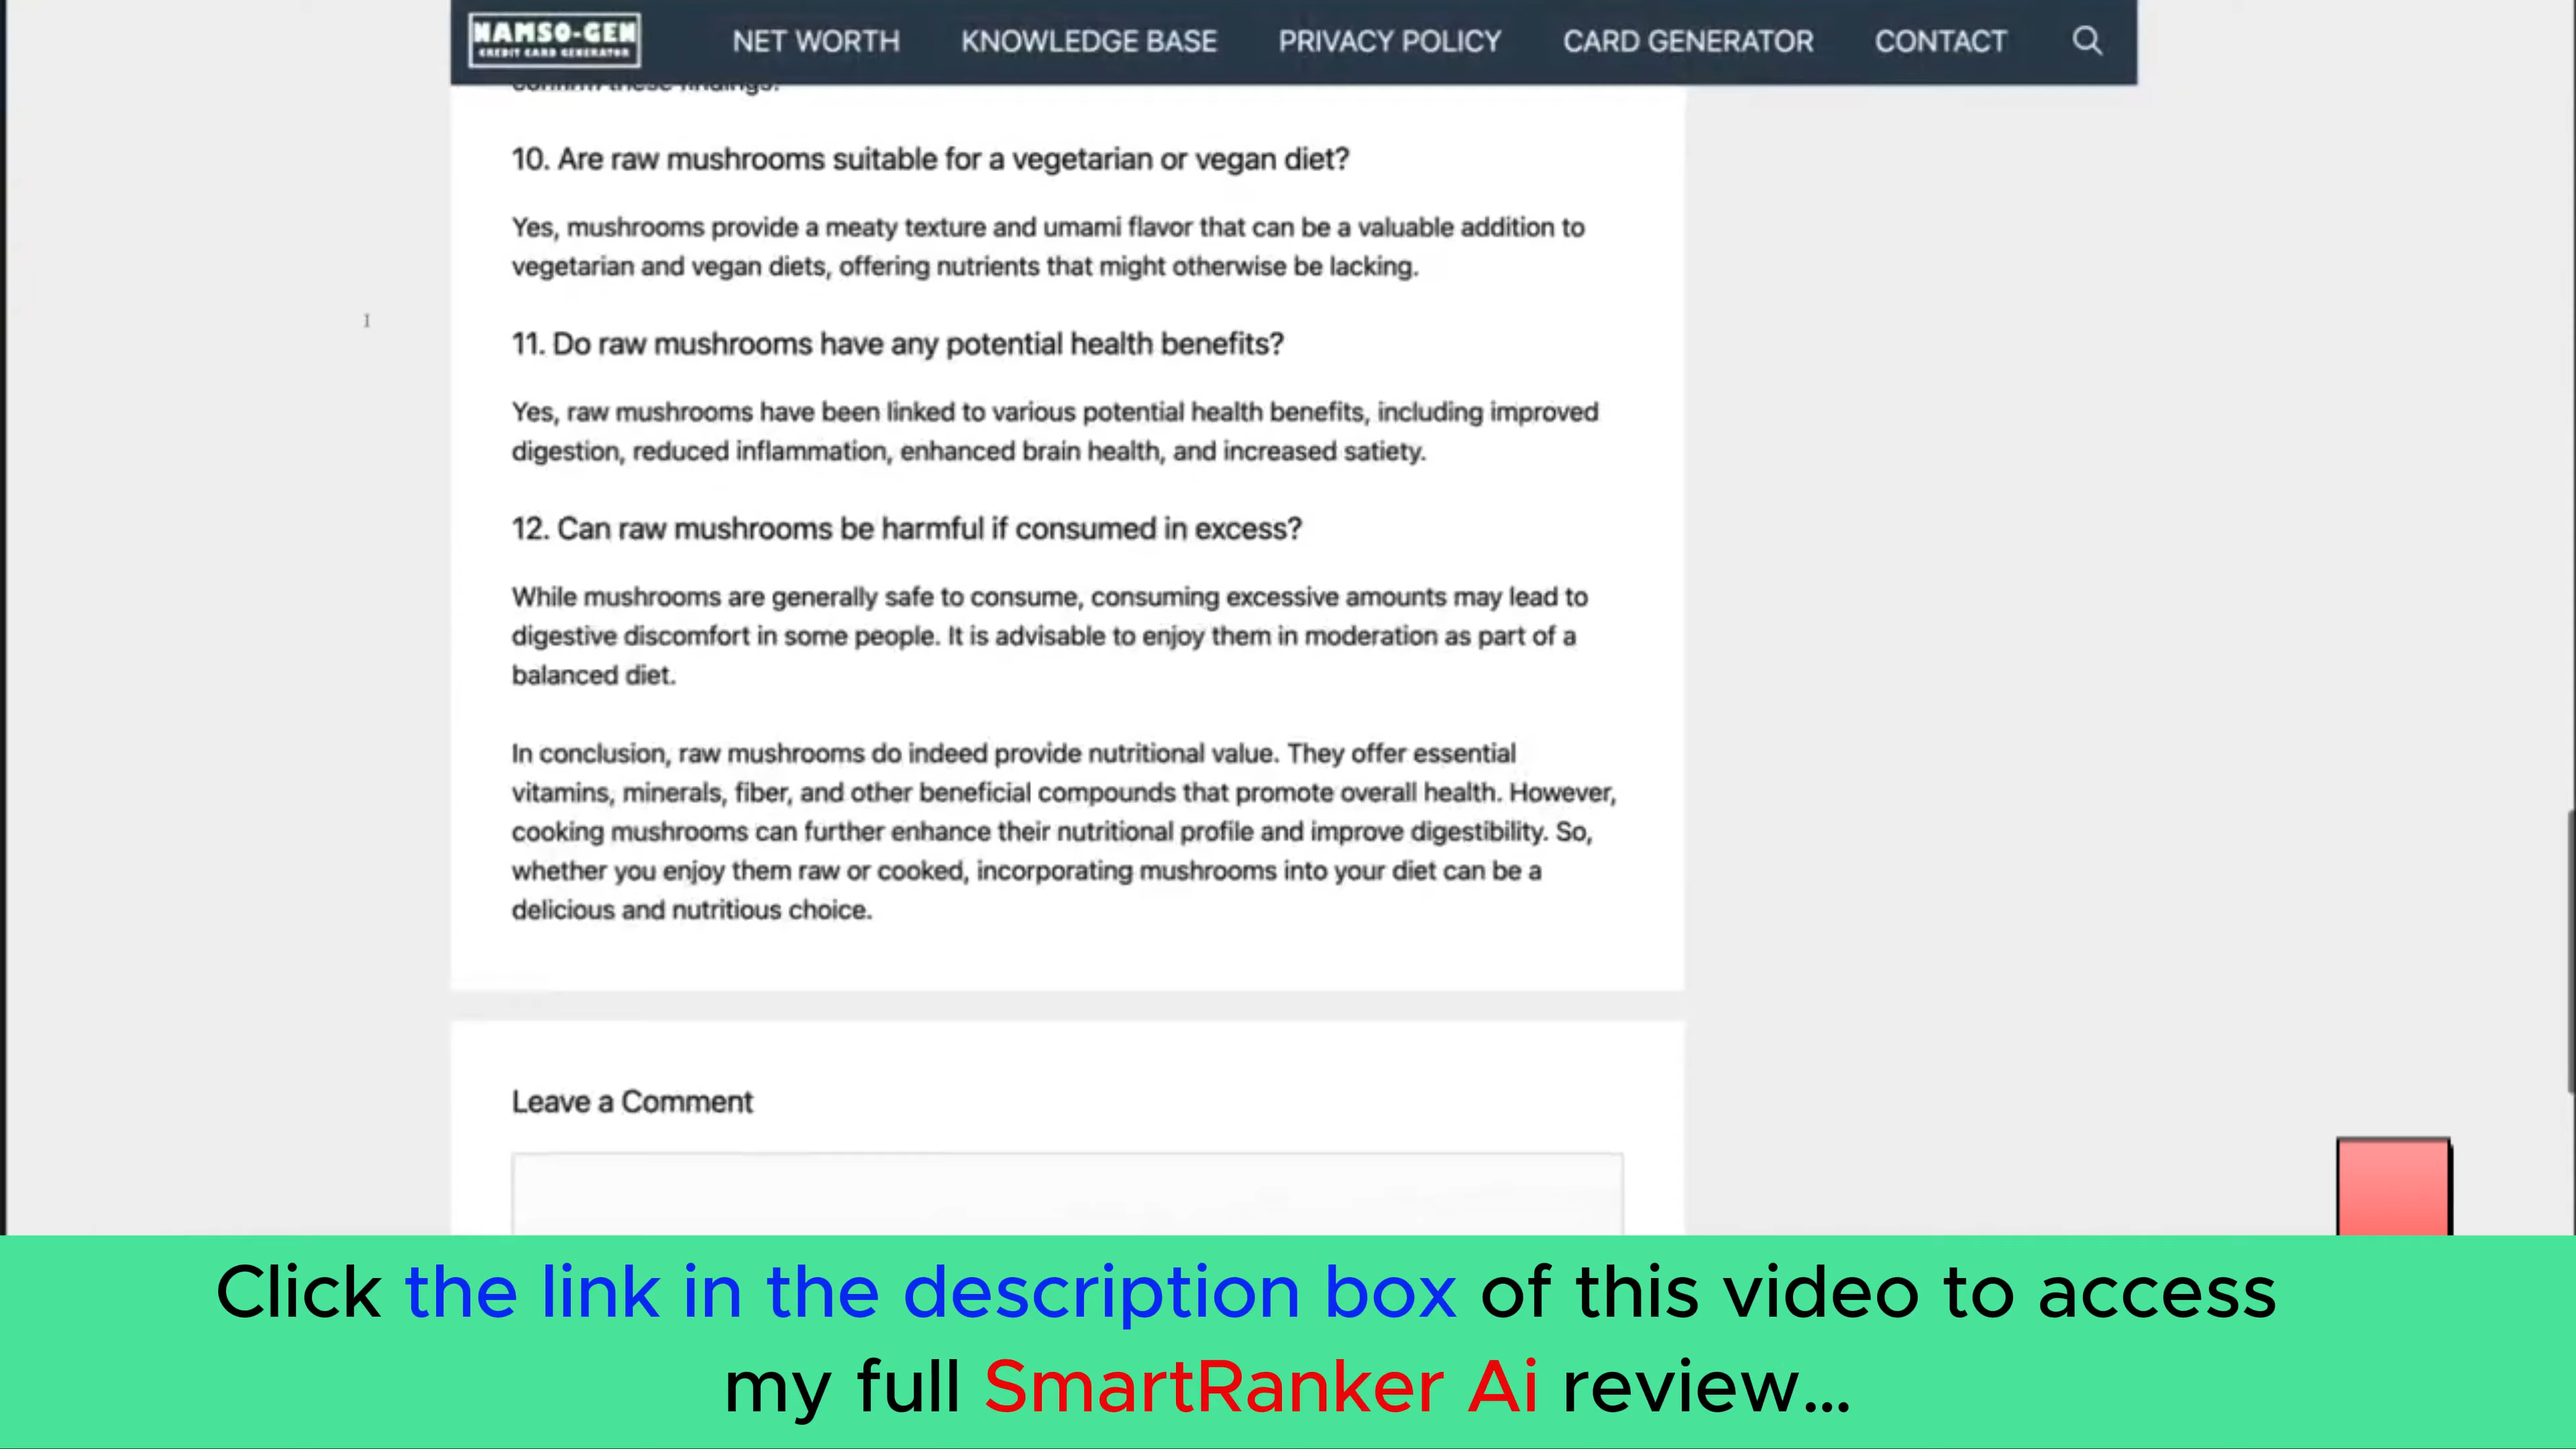 NAMSO-GEN
CREDIT CARD GENERATOR
NET WORTH KNOWLEDGE BASE PRIVACY POLICY CARD GENERATOR CONTACT
confirm these findings.
10. Are raw mushrooms suitable for a vegetarian or vegan diet?
Yes, mushrooms provide a meaty texture and umami flavor that can be a valuable addition to
vegetarian and vegan diets, offering nutrients that might otherwise be lacking.
11. Do raw mushrooms have any potential health benefits?
Yes, raw mushrooms have been linked to various potential health benefits, including improved
digestion, reduced inflammation, enhanced brain health, and increased satiety.
12. Can raw mushrooms be harmful if consumed in excess?
While mushrooms are generally safe to consume, consuming excessive amounts may lead to
digestive discomfort in some people. It is advisable to enjoy them in moderation as part of a
balanced diet.
In conclusion, raw mushrooms do indeed provide nutritional value. They offer essential
vitamins, minerals, fiber, and other beneficial compounds that promote overall health. However,
cooking mushrooms can further enhance their nutritional profile and improve digestibility. So,
whether you enjoy them raw or cooked, incorporating mushrooms into your diet can be a
delicious and nutritious choice.
Leave a Comment
Click the link in the description box of this video to access
my full SmartRanker Ai review...